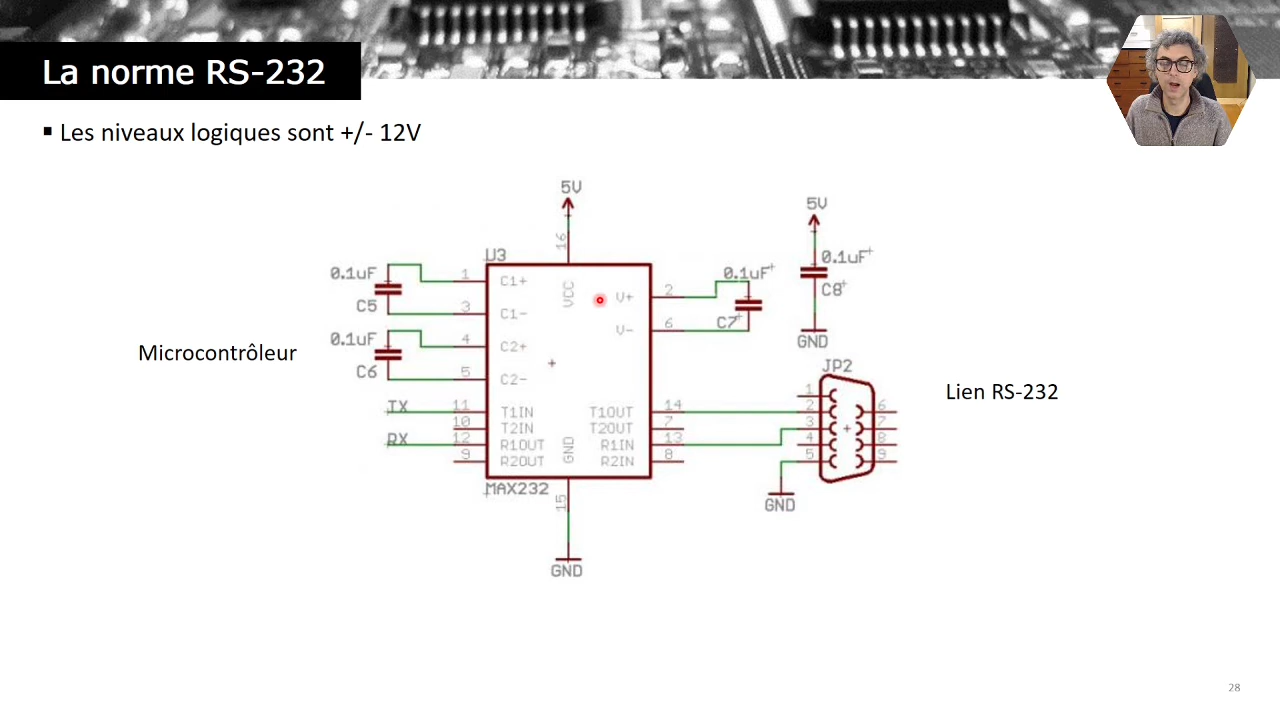 La norme RS-232
▪ Les niveaux logiques sont +/- 12V
5V
5V
16
U3
0.1uF
C5
1
C1+
3
C1-
VCC
V+
2
0.1uF
C7
0.1uF
C8
GND
V-
6
0.1uF
C6
4
C2+
5
C2-
Microcontrôleur
Lien RS-232
JP2
TX
11
T1IN
T1OUT
14
10
T2IN
T2OUT
7
RX
12
R1OUT
R1IN
13
9
R2OUT
R2IN
8
GND
1
2
3
4
5
6
7
8
9
MAX232
15
GND
GND
28